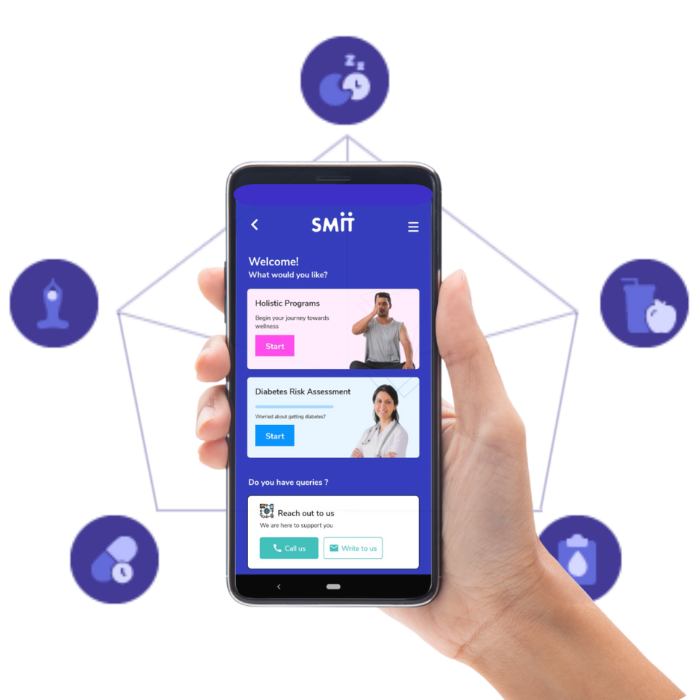 z z
SMIT
Welcome!
What would you like?
Holistic Programs
Begin your journey towards
wellness
Start
Diabetes Risk Assessment
Worried about getting diabetes?
Start
Do you have queries ?
Reach out to us
We are here to support you
Call us
Write to us